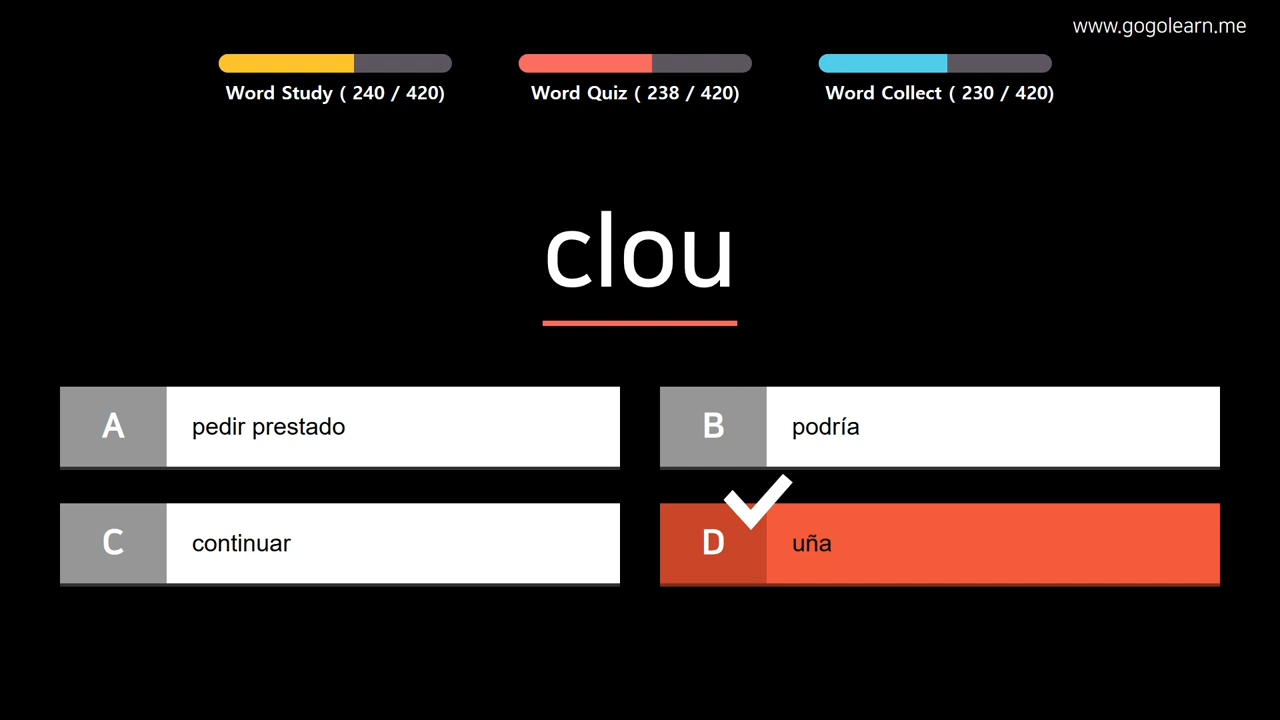 www.gogolearn.me
Word Study ( 240 / 420)
Word Quiz ( 238 / 420)
Word Collect ( 230 / 420)
clou
A pedir prestado
B podría
C continuar
D uña